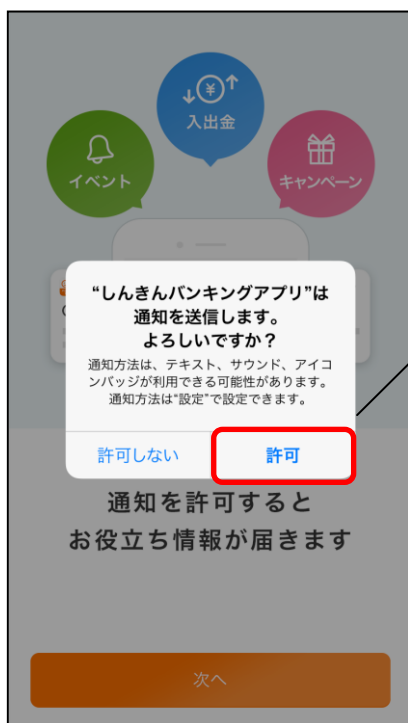 入出金
イベント
キャンペーン
“しんきんバンキングアプリ”は
通知を送信します。
よろしいですか？
通知方法は、テキスト、サウンド、アイコ
ンバッジが利用できる可能性があります。
通知方法は“設定”で設定できます。
許可しない
許可
通知を許可すると
お役立ち情報が届きます
次へ